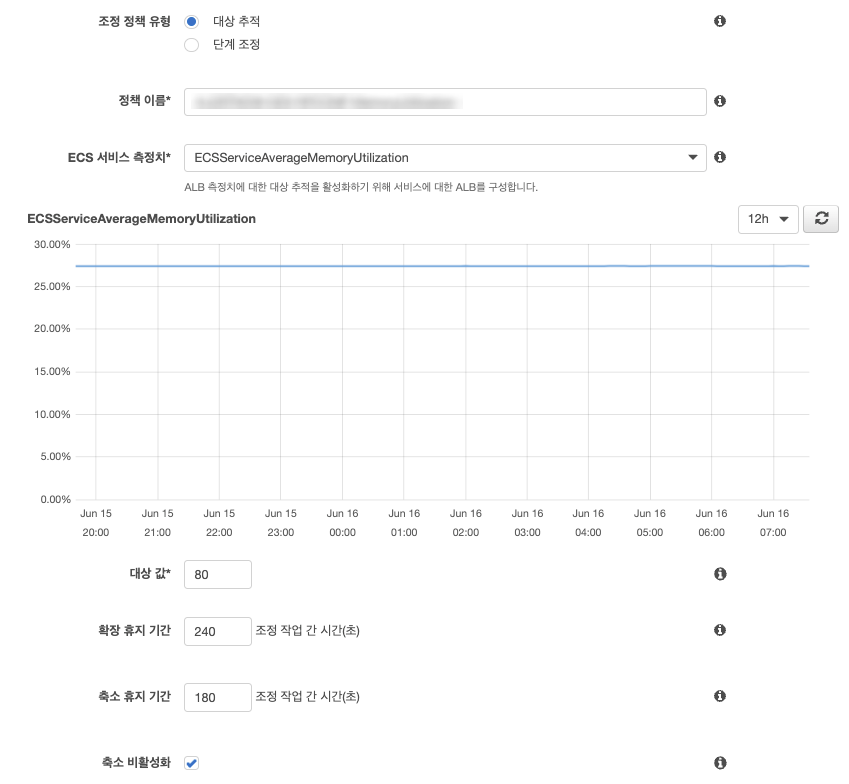 조정 정책 유형 대상 추적
단계 조정
정책 이름*
ECS 서비스 측정치* ECSServiceAverageMemoryUtilization
ALB 측정치에 대한 대상 추적을 활성화하기 위해 서비스에 대한 ALB를 구성합니다.
ECSServiceAverageMemoryUtilization 12h
30.00%
25.00%
20.00%
15.00%
10.00%
5.00%
0.00%
Jun 15 Jun 15 Jun 15 Jun 15 Jun 16 Jun 16 Jun 16 Jun 16 Jun 16 Jun 16 Jun 16 Jun 16
20:00 21:00 22:00 23:00 00:00 01:00 02:00 03:00 04:00 05:00 06:00 07:00
대상 값* 80
확장 휴지 기간 240 조정 작업 간 시간(초)
축소 휴지 기간 180 조정 작업 간 시간(초)
축소 비활성화